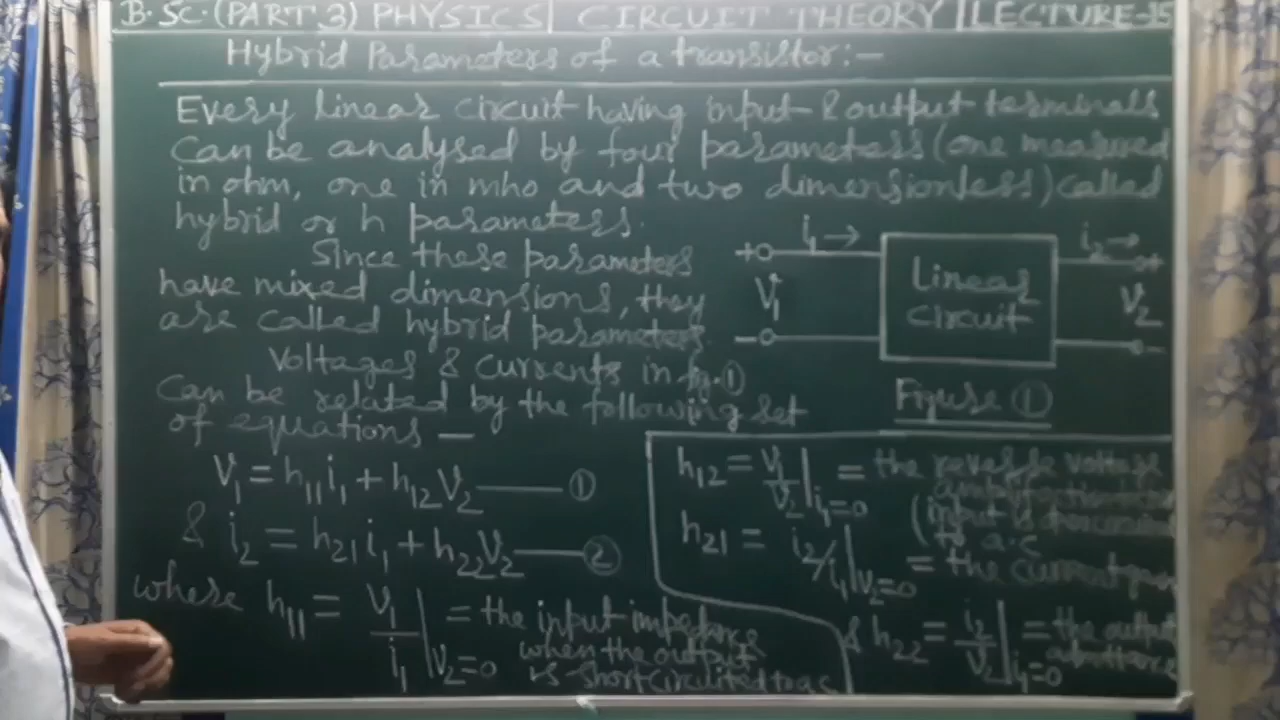 B.SC.(PART.3) PHYSICS| CIRCUIT THEORY |LECTURE-15
Hybrid Parameters of a transistor:-
Every linear circuit having input & output terminals
can be analysed by four parameters (one measured
in ohm, one in mho and two dimensionless) called
hybrid or h parameters.
Since these parameters
have mixed dimensions, they
are called hybrid parameters.
Voltages & currents in fig.①
can be related by the following set
of equations —
V₁ = h₁₁i₁ + h₁₂V₂ —— ①
& i₂ = h₂₁i₁ + h₂₂V₂ —— ②
where h₁₁ = V₁/i₁|V₂=0 = the input impedance
when the output
is short circuited to ac
+ i₁→ i₂→ +
V₁ Linear circuit V₂
- -
Figure ①
h₁₂ = V₁/V₂|i₁=0 = the reverse voltage
(input is
to a.c
h₂₁ = i₂/i₁|V₂=0 = the current gain
& h₂₂ = i₂/V₂|i₁=0 = the output
admittance